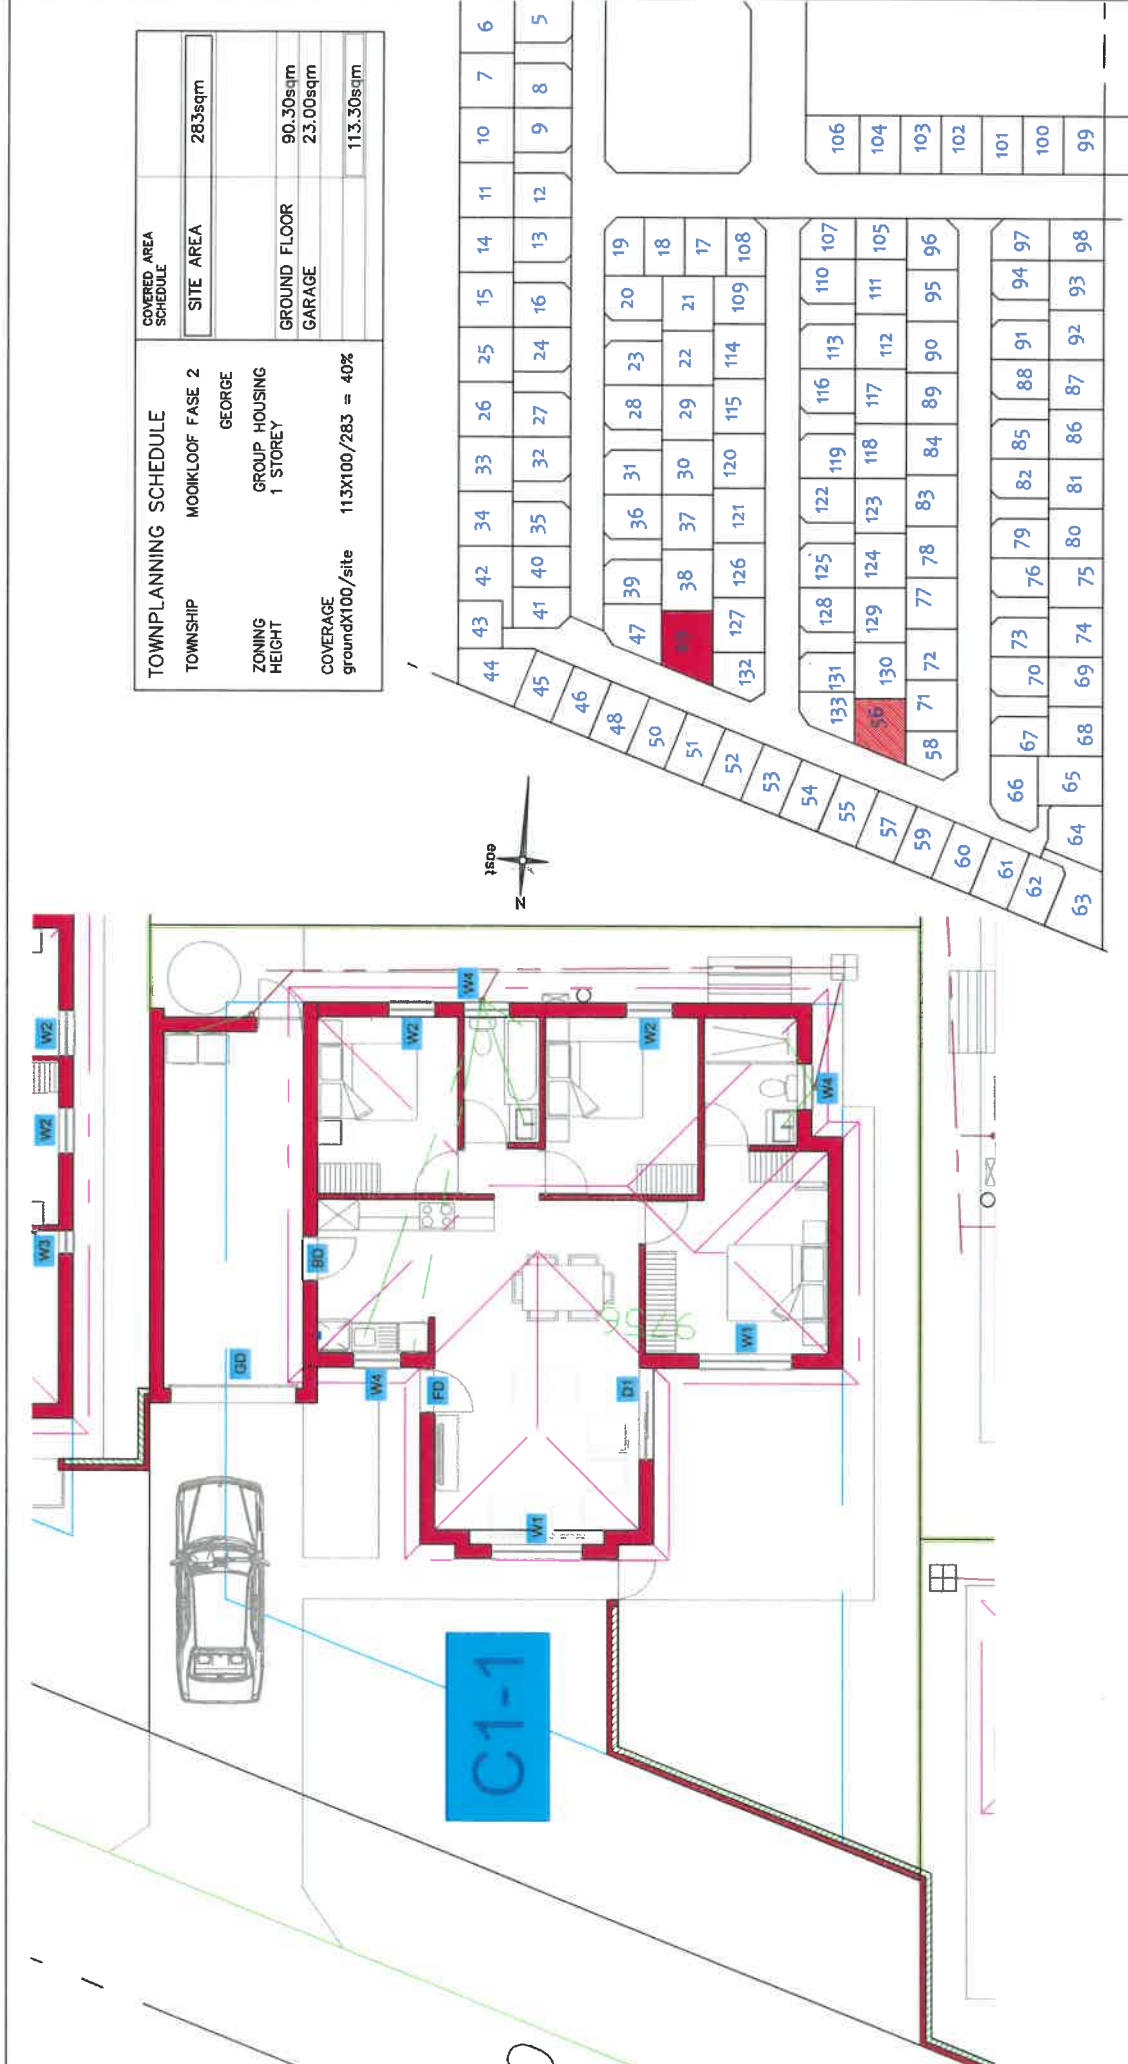 TOWNPLANNING SCHEDULE
TOWNSHIP MOOIKLOOF FASE 2
GEORGE
ZONING GROUP HOUSING
HEIGHT 1 STOREY
COVERAGE
groundX100/site 113X100/283 = 40%
COVERED AREA
SCHEDULE
SITE AREA 283sqm
GROUND FLOOR 90.30sqm
GARAGE 23.00sqm
113.30sqm
44 43 42 34 33 26 25 15 14 11 10 7 6
41 40 35 32 27 24 16 13 12 9 8 5
45
46
48
50
51
52
53
54
55
57
59
60
61
62
63
47 39 36 31 28 23 20 19
18
38 37 30 29 22 21 17
132 127 126 121 120 115 114 109 108
133 131 128 125 122 119 116 113 110 107
56 130 129 124 123 118 117 112 111 105
58 71 72 77 78 83 84 89 90 95 96
66 67 70 73 76 79 82 85 88 91 94 97
64 65 68 69 74 75 80 81 86 87 92 93 98
106
104
103
102
101
100
99
east
N
W3 W2 W2
GD
BD
W2
W4
W4
FD
W2
D1
W1
W1
W4
9756
C1-1